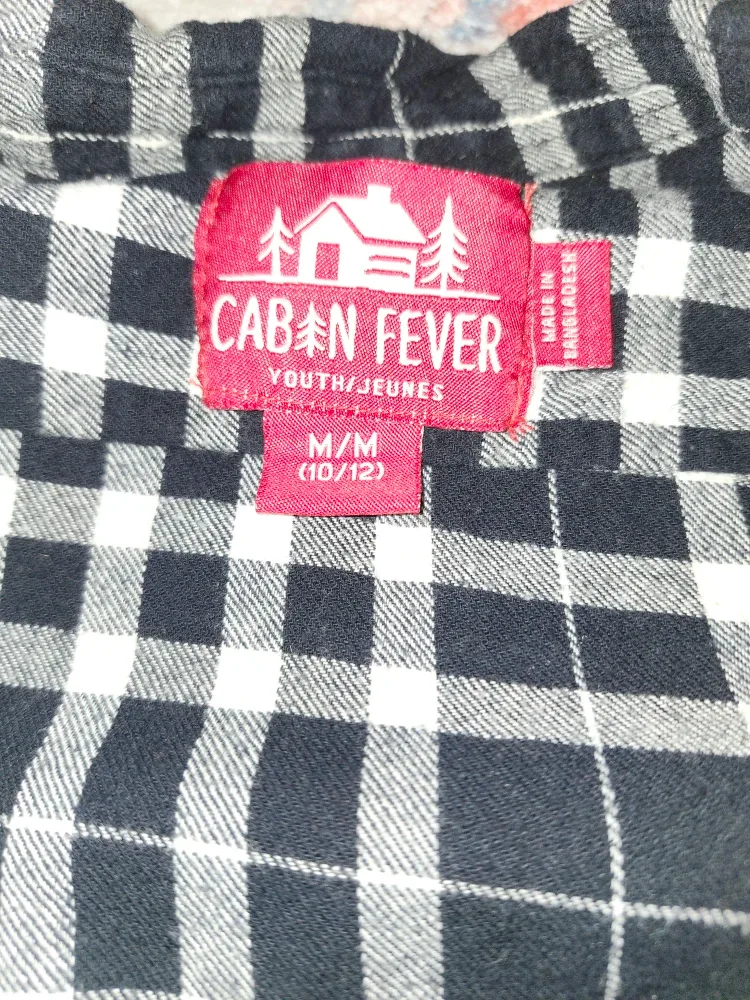 CABIN FEVER
YOUTH/JEUNES
M/M
(10/12)
MADE IN
BANGLADESH